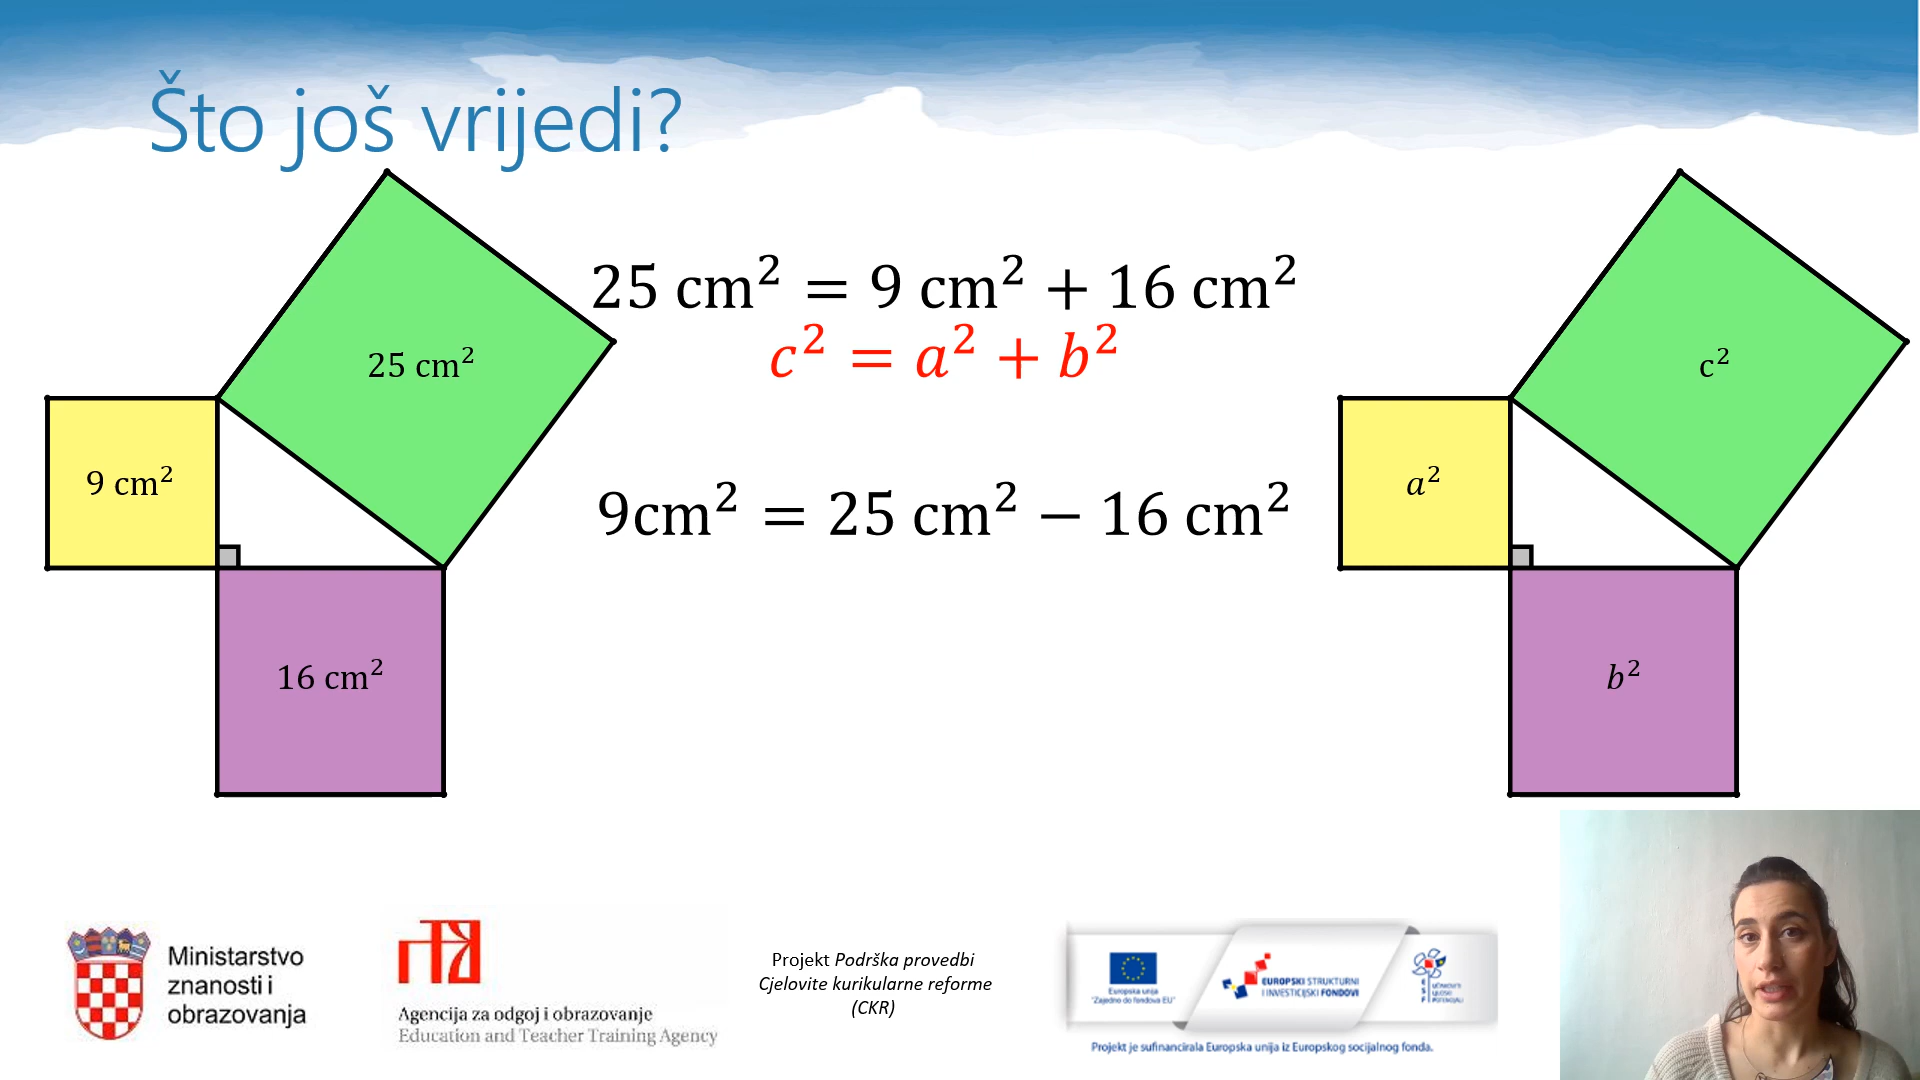 Što još vrijedi?
25 cm²
9 cm²
16 cm²
25 cm² = 9 cm² + 16 cm²
c² = a² + b²
9cm² = 25 cm² − 16 cm²
c²
a²
b²
Ministarstvo
znanosti i
obrazovanja
Agencija za odgoj i obrazovanje
Education and Teacher Training Agency
Projekt Podrška provedbi
Cjelovite kurikularne reforme
(CKR)
Europska unija
"Zajedno do fondova EU"
EUROPSKI STRUKTURNI
I INVESTICIJSKI FONDOVI
Projekt je sufinancirala Europska unija iz Europskog socijalnog fonda.